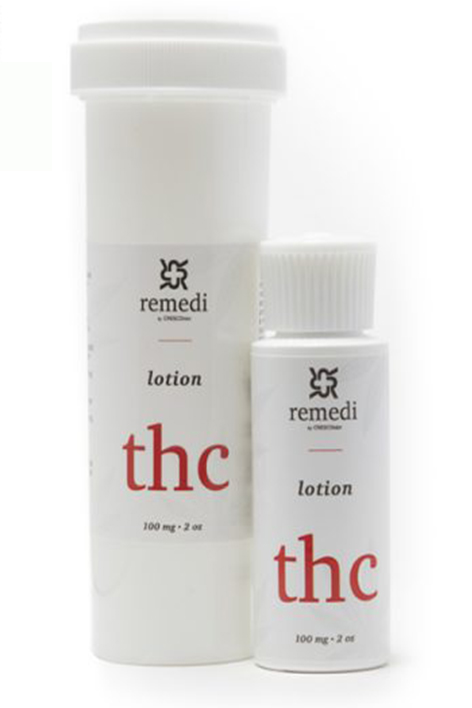 remedi
lotion
thc
100 mg • 2 oz
remedi
lotion
thc
100 mg • 2 oz